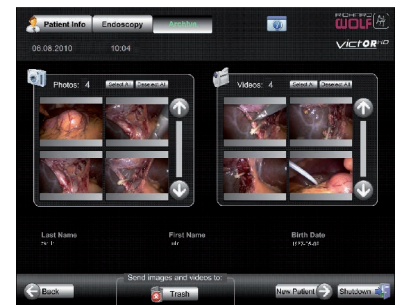 Patient Info Endoscopy Archive
RICHARD
WOLF
victORHD
06.08.2010 10:04
Photos: 4 Select All Deselect All
Videos: 4 Select All Deselect All
Last Name First Name Birth Date
Send images and videos to:
Back Trash New Patient Shutdown